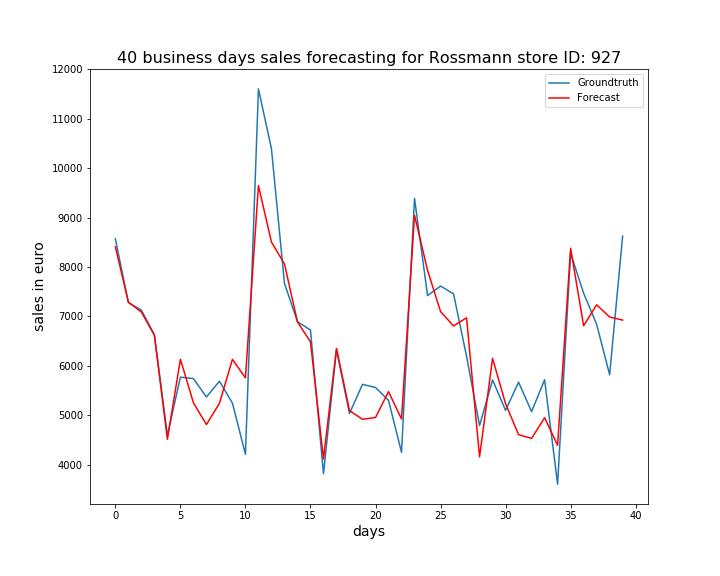 40 business days sales forecasting for Rossmann store ID: 927
Groundtruth
Forecast
12000
11000
10000
9000
8000
7000
6000
5000
4000
sales in euro
0 5 10 15 20 25 30 35 40
days